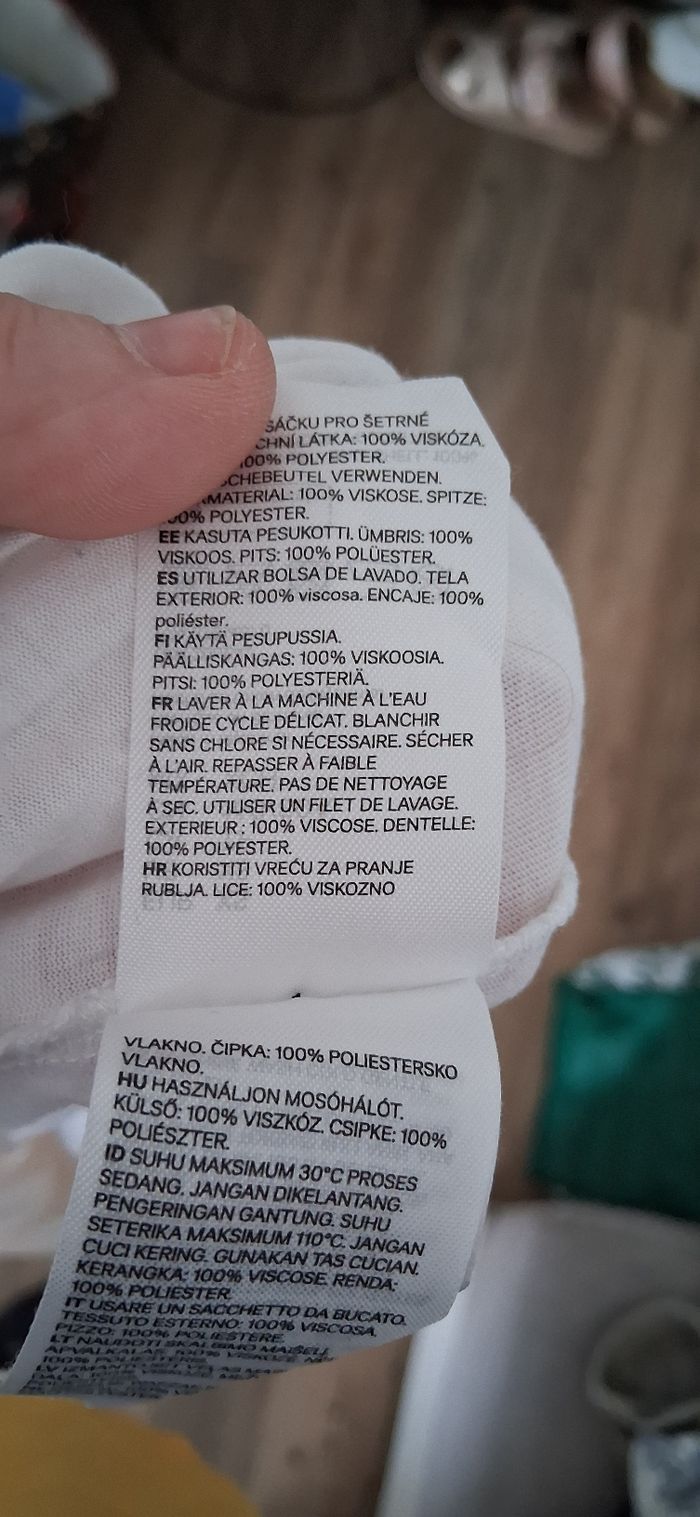 SÁČKU PRO ŠETRNÉ
LÁTKA: 100% VISKÓZA.
100% POLYESTER.
VERWENDEN.
100% VISKOSE. SPITZE:
POLYESTER.
EE KASUTA PESUKOTTI. ÜMBRIS: 100%
VISKOOS. PITS: 100% POLÜESTER.
ES UTILIZAR BOLSA DE LAVADO. TELA
EXTERIOR: 100% viscosa. ENCAJE: 100%
poliéster.
FI KÄYTÄ PESUPUSSIA.
PÄÄLLISKANGAS: 100% VISKOOSIA.
PITSI: 100% POLYESTERIÄ.
FR LAVER À LA MACHINE À L'EAU
FROIDE CYCLE DÉLICAT. BLANCHIR
SANS CHLORE SI NÉCESSAIRE. SÉCHER
À L'AIR. REPASSER À FAIBLE
TEMPÉRATURE. PAS DE NETTOYAGE
À SEC. UTILISER UN FILET DE LAVAGE.
EXTERIEUR : 100% VISCOSE. DENTELLE:
100% POLYESTER.
HR KORISTITI VREĆU ZA PRANJE
RUBLJA. LICE: 100% VISKOZNO
VLAKNO. ČIPKA: 100% POLIESTERSKO
VLAKNO.
HU HASZNÁLJON MOSÓHÁLÓT.
KÜLSŐ: 100% VISZKÓZ. CSIPKE: 100%
POLIÉSZTER.
ID SUHU MAKSIMUM 30°C PROSES
SEDANG. JANGAN DIKELANTANG.
PENGERINGAN GANTUNG. SUHU
SETERIKA MAKSIMUM 110°C. JANGAN
CUCI KERING. GUNAKAN TAS CUCIAN.
KERANGKA: 100% VISCOSE. RENDA:
100% POLIESTER.
IT USARE UN SACCHETTO DA BUCATO.
TESSUTO ESTERNO: 100% VISCOSA.
PIZZO: 100% POLIESTERE.
LT NAUDOTI SKALBIMO MAIŠELĮ.